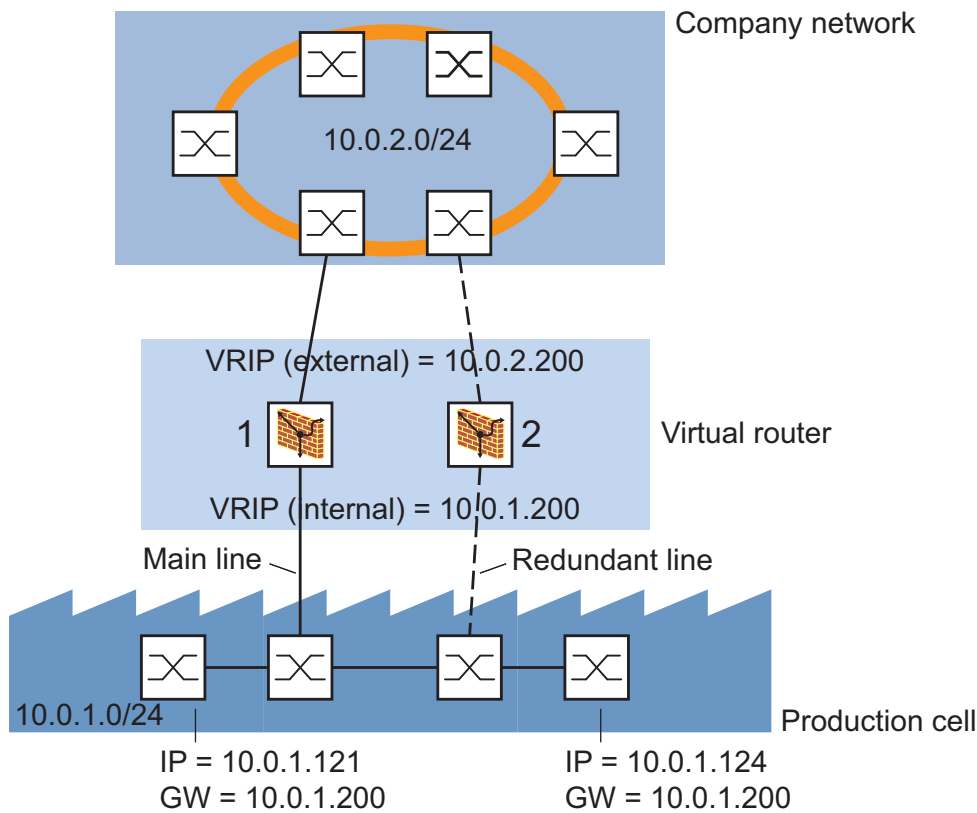 Company network
10.0.2.0/24
VRIP (external) = 10.0.2.200
1
2
Virtual router
VRIP (internal) = 10.0.1.200
Main line
Redundant line
10.0.1.0/24
Production cell
IP = 10.0.1.121
GW = 10.0.1.200
IP = 10.0.1.124
GW = 10.0.1.200